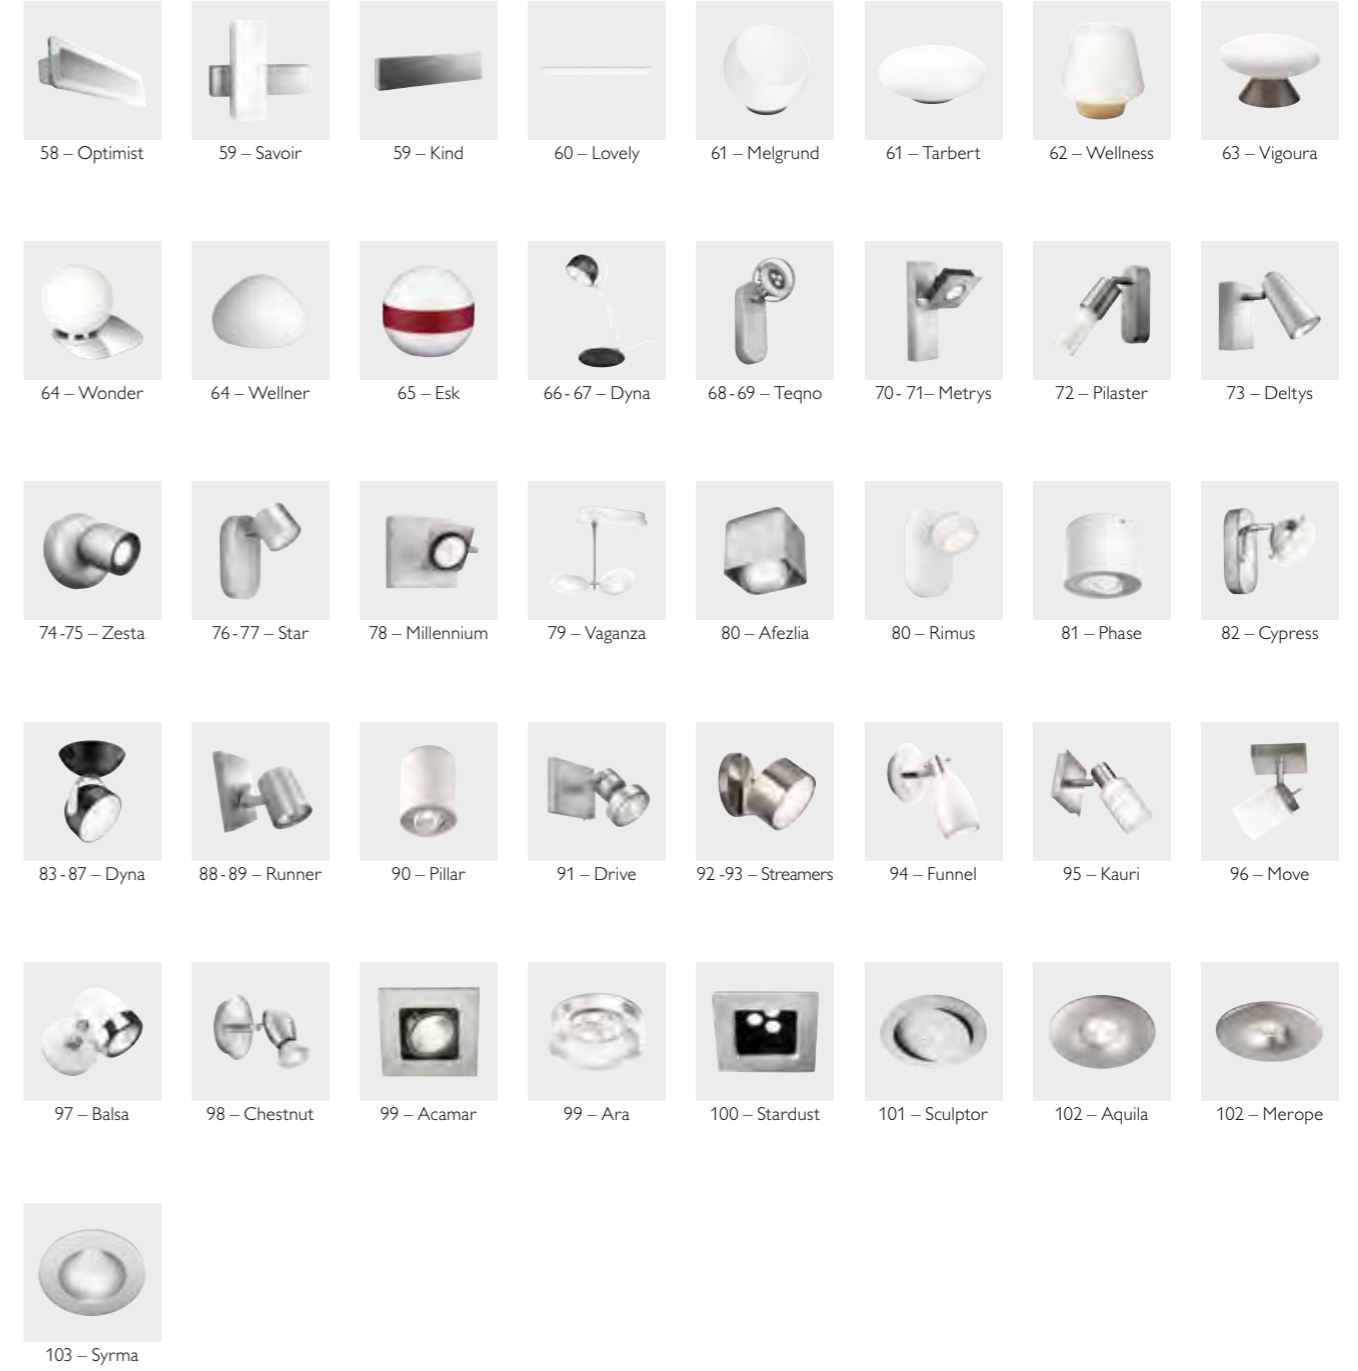 58 – Optimist
59 – Savoir
59 – Kind
60 – Lovely
61 – Melgrund
61 – Tarbert
62 – Wellness
63 – Vigoura
64 – Wonder
64 – Wellner
65 – Esk
66-67 – Dyna
68-69 – Teqno
70-71– Metrys
72 – Pilaster
73 – Deltys
74-75 – Zesta
76-77 – Star
78 – Millennium
79 – Vaganza
80 – Afezlia
80 – Rimus
81 – Phase
82 – Cypress
83-87 – Dyna
88-89 – Runner
90 – Pillar
91 – Drive
92-93 – Streamers
94 – Funnel
95 – Kauri
96 – Move
97 – Balsa
98 – Chestnut
99 – Acamar
99 – Ara
100 – Stardust
101 – Sculptor
102 – Aquila
102 – Merope
103 – Syrma